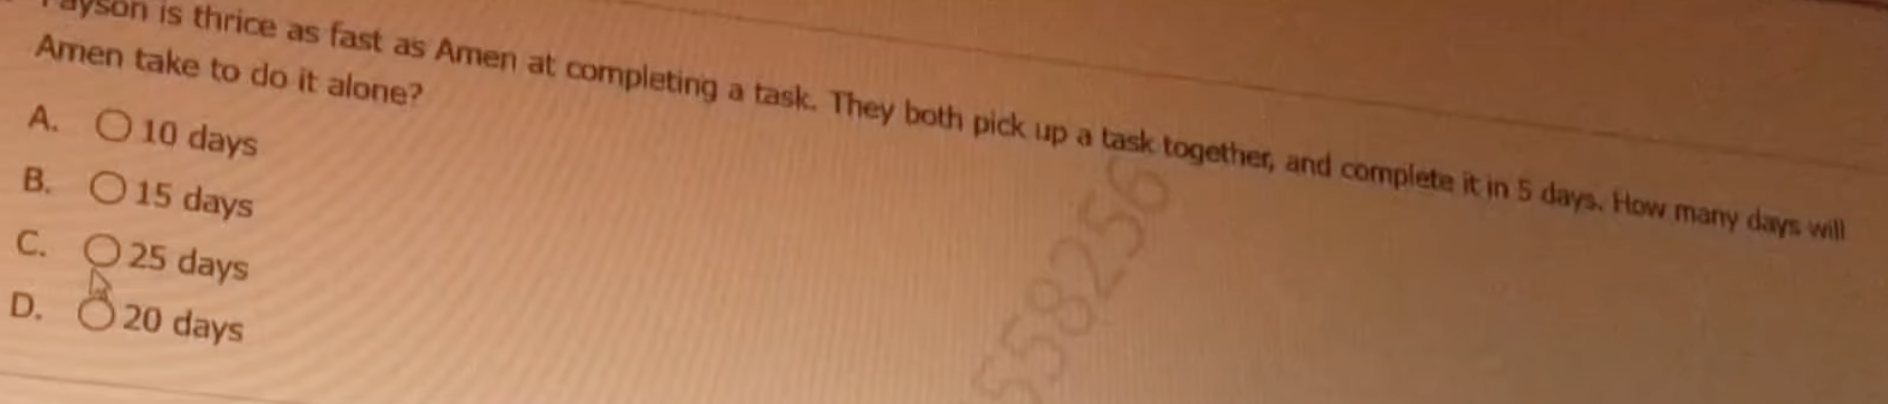 is thrice as fast as Amen at completing a task. They both pick up a task together, and complete it in 5 days. How many days will
Amen take to do it alone?
A. 10 days
B. 15 days
C. 25 days
D. 20 days
558256